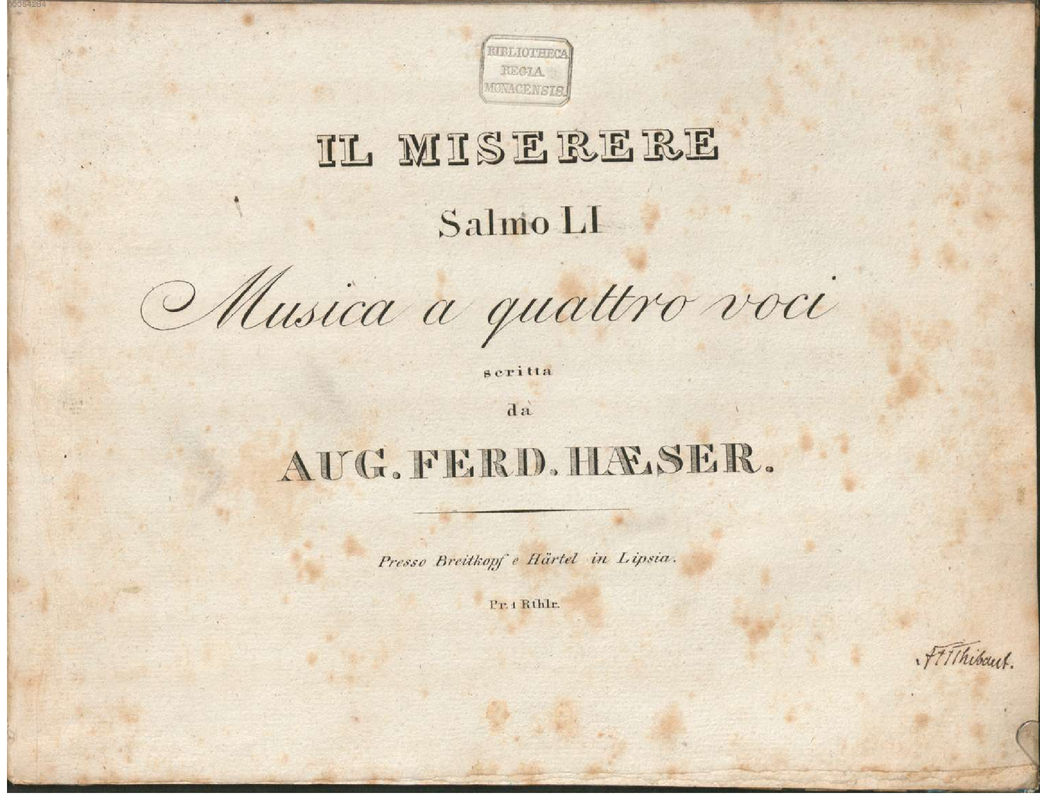 BIBLIOTHECA
REGIA
MONACENSIS.
IL MISERERE
Salmo LI
Musica a quattro voci
scritta
da
AUG. FERD. HÆSER.
Presso Breitkopf e Härtel in Lipsia.
Pr. 1 Rthlr.
Thibaut.